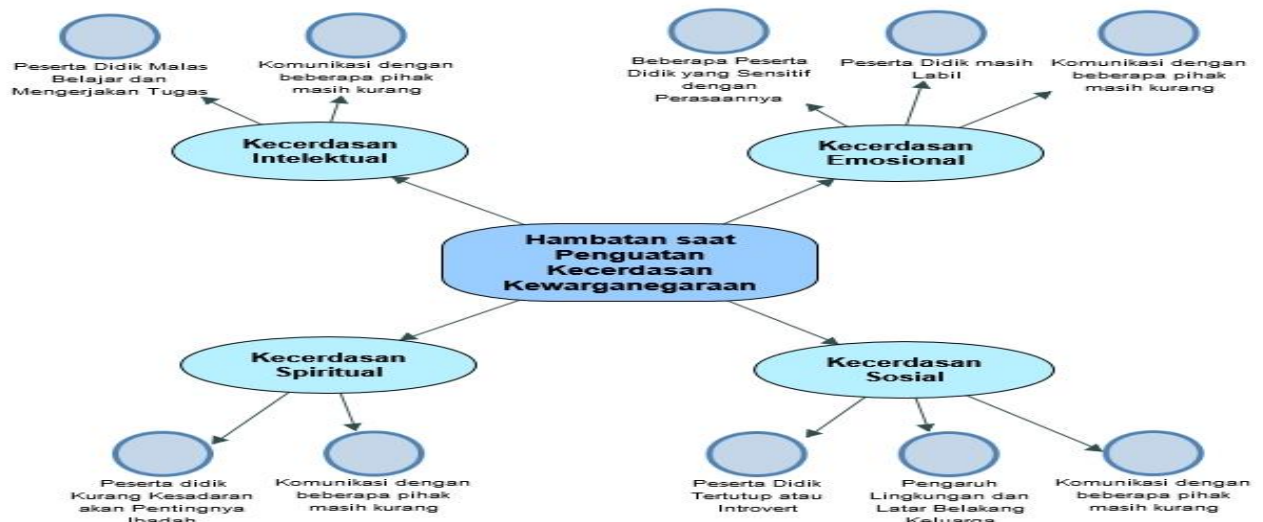 Peserta Didik Malas
Belajar dan
Mengerjakan Tugas
Komunikasi dengan
beberapa pihak
masih kurang
Beberapa Peserta
Didik yang Sensitif
dengan
Perasaannya
Peserta Didik masih
Labil
Komunikasi dengan
beberapa pihak
masih kurang
Kecerdasan
Intelektual
Kecerdasan
Emosional
Hambatan saat
Penguatan
Kecerdasan
Kewarganegaraan
Kecerdasan
Spiritual
Kecerdasan
Sosial
Peserta didik
Kurang Kesadaran
akan Pentingnya
Ibadah
Komunikasi dengan
beberapa pihak
masih kurang
Peserta Didik
Tertutup atau
Introvert
Pengaruh
Lingkungan dan
Latar Belakang
Keluarga
Komunikasi dengan
beberapa pihak
masih kurang